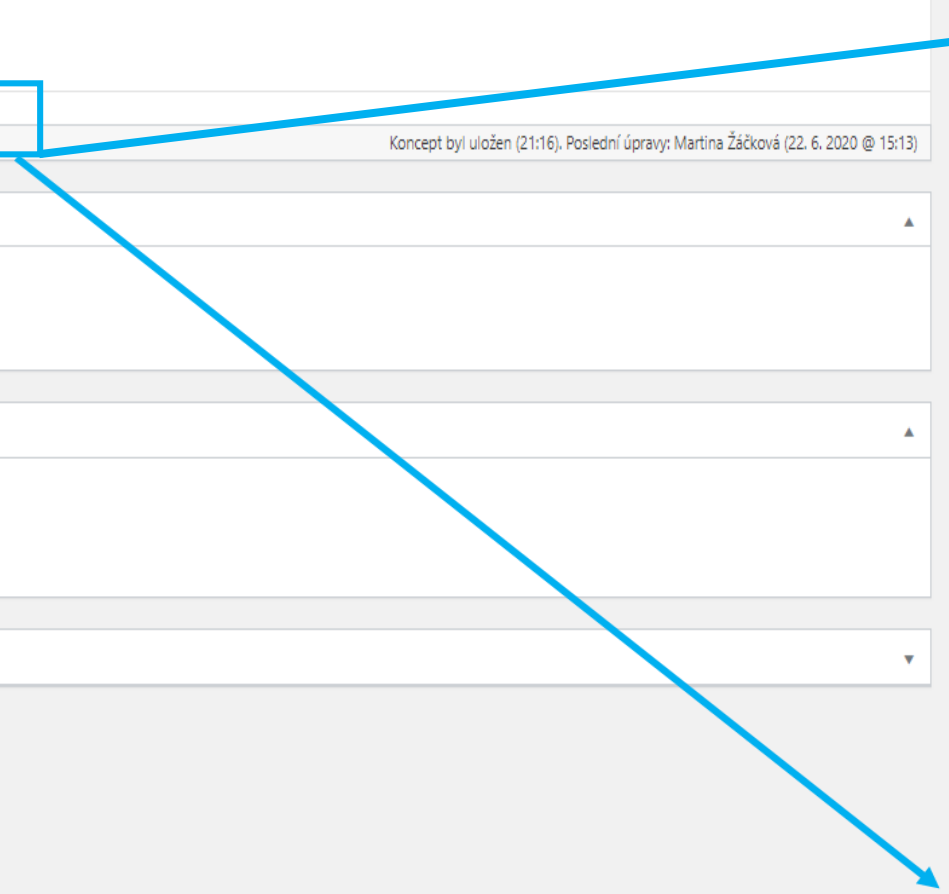 Koncept byl uložen (21:16). Poslední úpravy: Martina Žáčková (22. 6. 2020 @ 15:13)